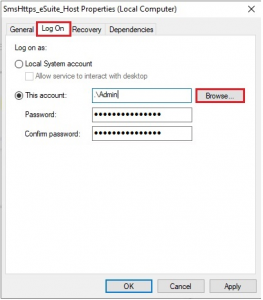 SmsHttps_eSuite_Host Properties (Local Computer)
General Log On Recovery Dependencies
Log on as:
Local System account
Allow service to interact with desktop
This account: .\Admin Browse...
Password: •••••••••••••••
Confirm password: •••••••••••••••
OK Cancel Apply